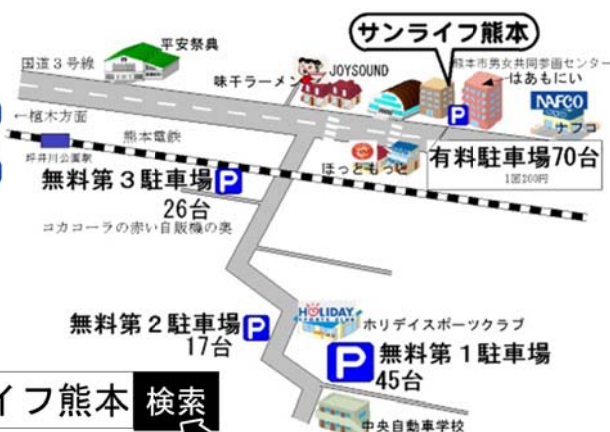 サンライフ熊本
平安祭典
国道3号線
味千ラーメン
JOYSOUND
熊本市男女共同参画センター
はあもにい
P
NAFCO
ナフコ
←植木方面
熊本電鉄
坪井川公園駅
ほっともっと
有料駐車場70台
1回200円
無料第3駐車場 P
26台
コカコーラの赤い自販機の奥
無料第2駐車場 P
17台
HOLIDAY
SPORTS CLUB
ホリデイスポーツクラブ
P 無料第1駐車場
45台
イフ熊本 検索
中央自動車学校